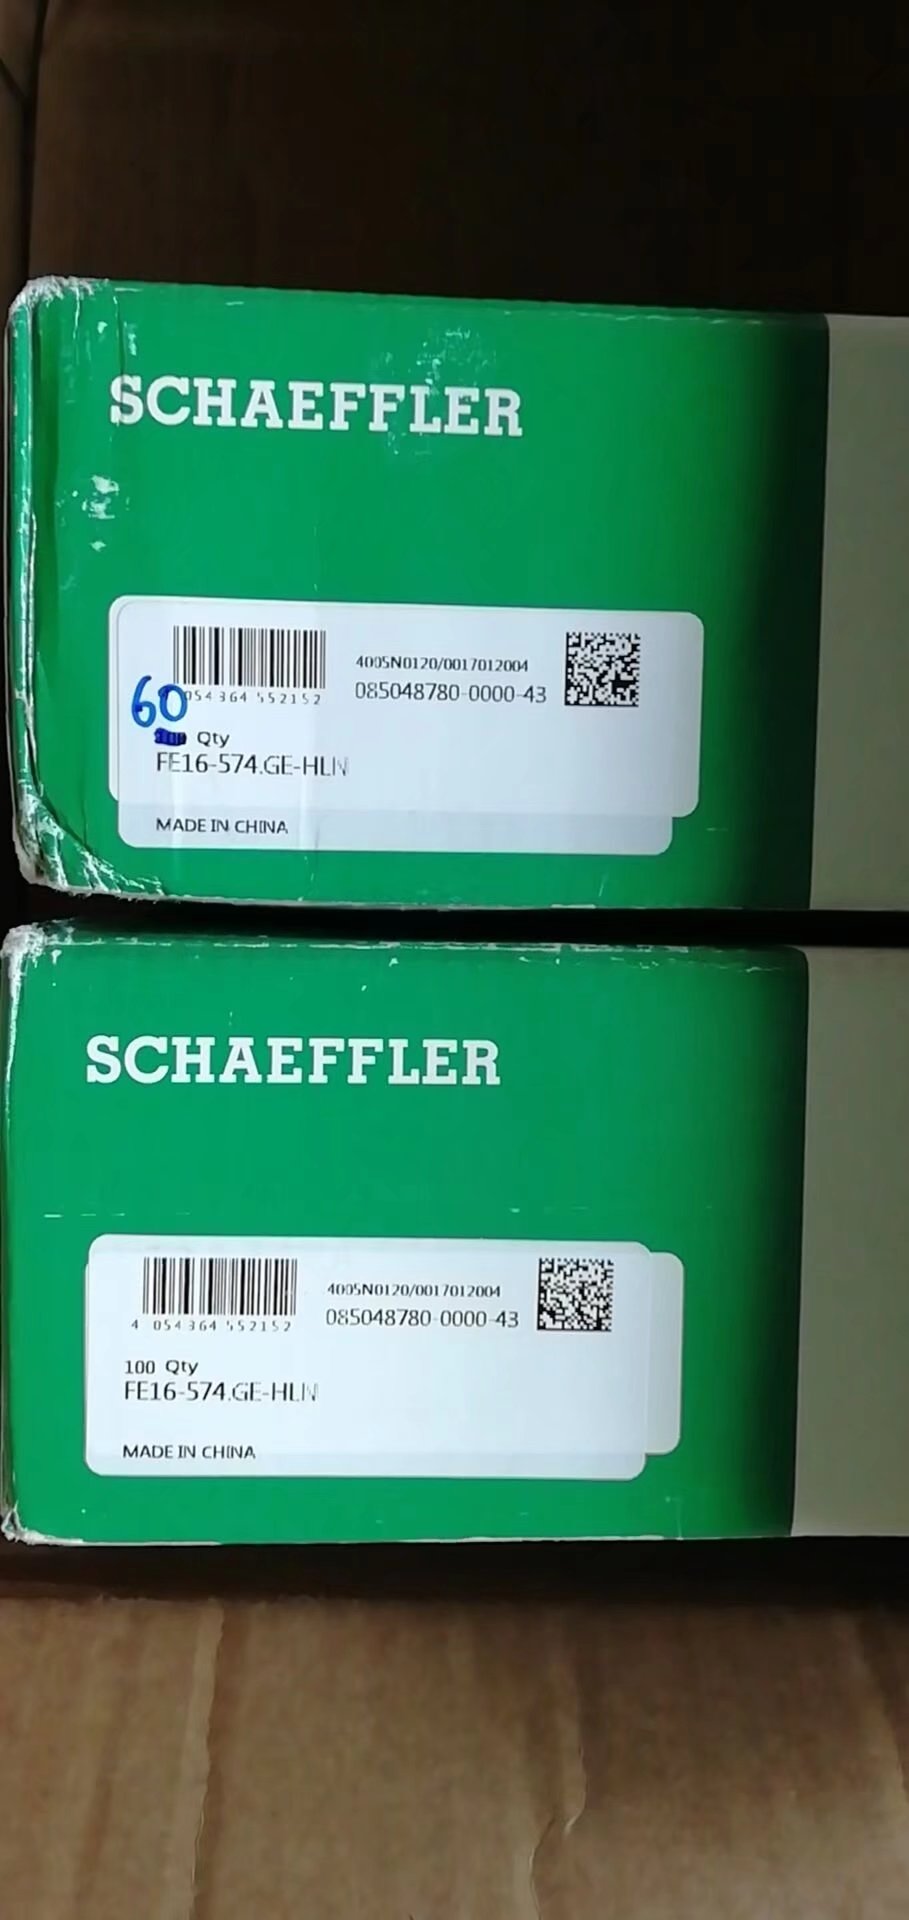 SCHAEFFLER
4005N0120/0017012004
085048780-0000-43
054364 552152
60
Qty
FE16-574.GE-HLN
MADE IN CHINA
SCHAEFFLER
4005N0120/0017012004
085048780-0000-43
4 054364 552152
100 Qty
FE16-574.GE-HLN
MADE IN CHINA